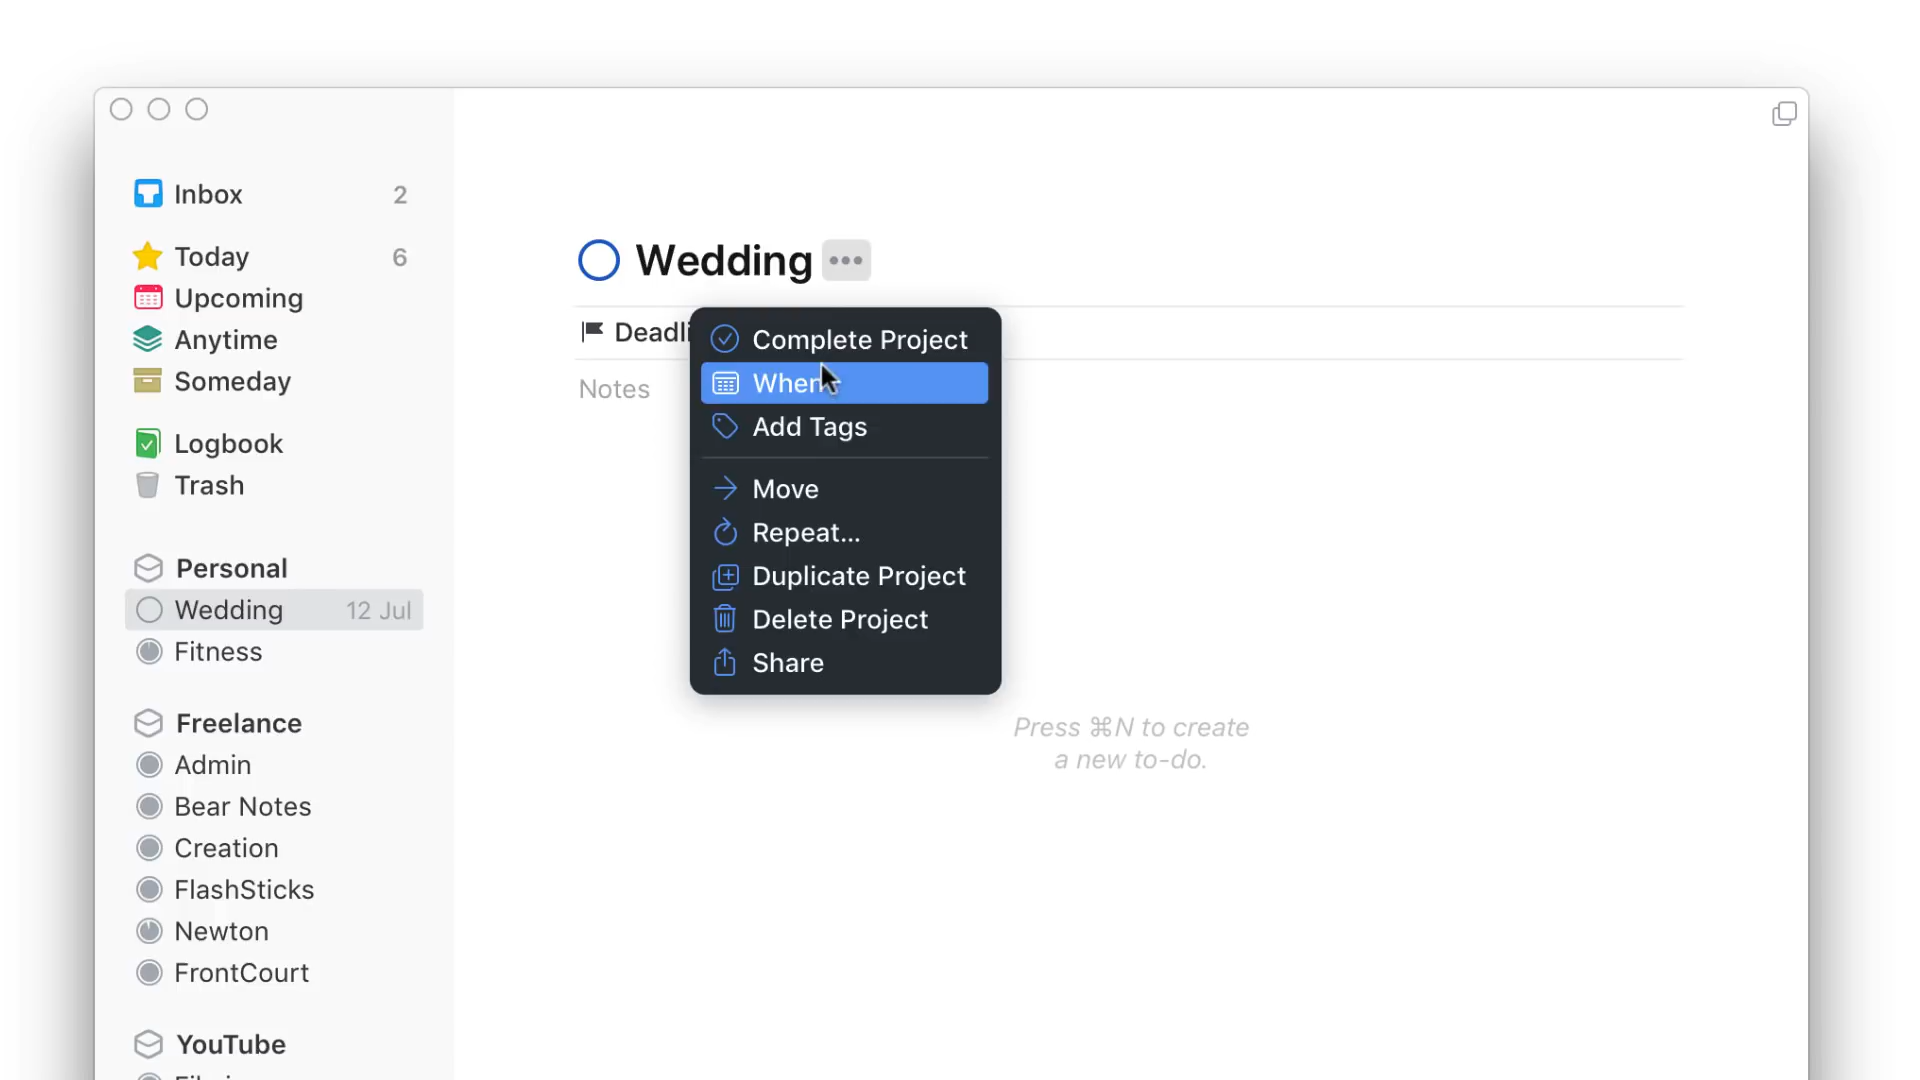 Inbox 2
Today 6
Upcoming
Anytime
Someday
Logbook
Trash
Personal
Wedding 12 Jul
Fitness
Freelance
Admin
Bear Notes
Creation
FlashSticks
Newton
FrontCourt
YouTube
Wedding
Deadli
Notes
Complete Project
When
Add Tags
Move
Repeat...
Duplicate Project
Delete Project
Share
Press ⌘N to create
a new to-do.